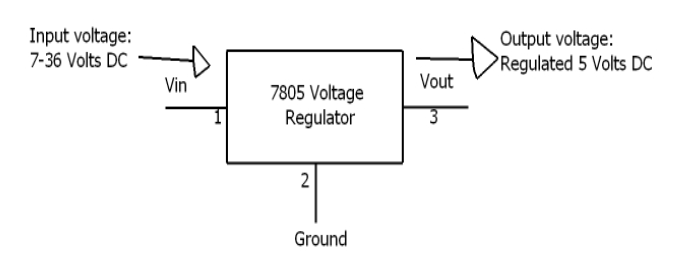 Input voltage:
7-36 Volts DC
Vin
1
7805 Voltage
Regulator
2
Ground
Output voltage:
Regulated 5 Volts DC
Vout
3